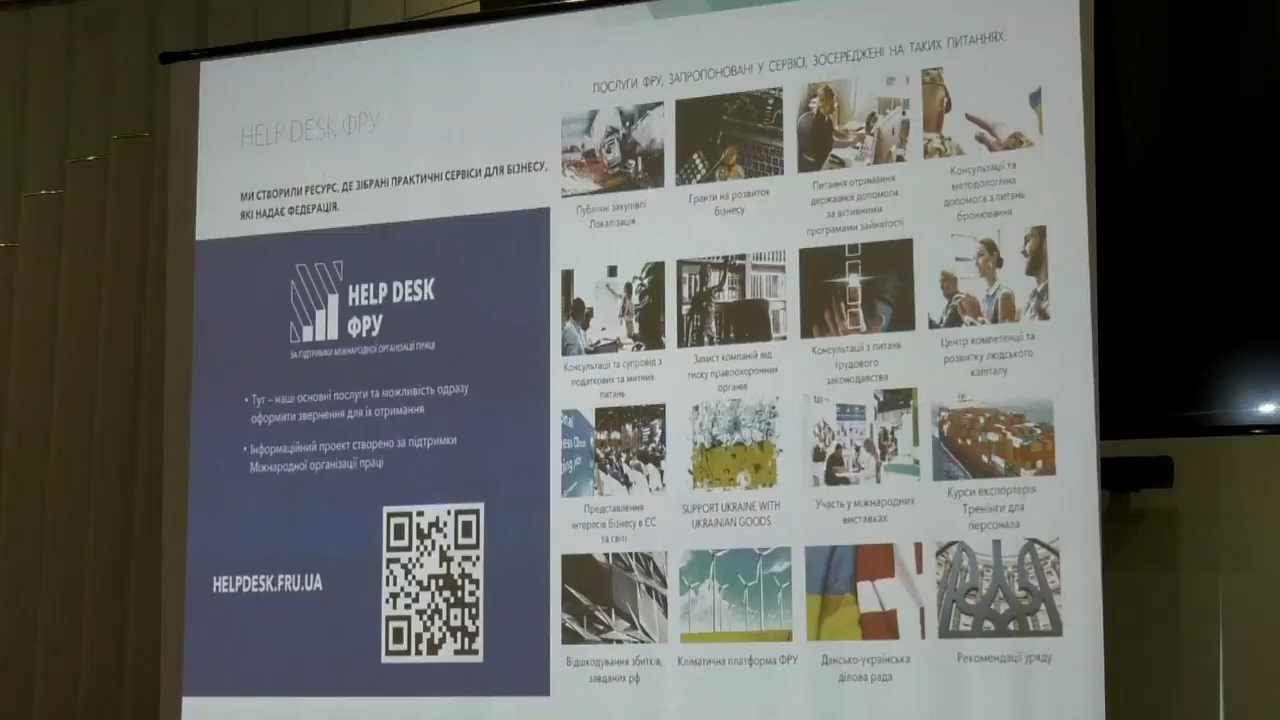 HELP DESK ФРУ
МИ СТВОРИЛИ РЕСУРС, ДЕ ЗІБРАНІ ПРАКТИЧНІ СЕРВІСИ ДЛЯ БІЗНЕСУ,
ЯКІ НАДАЄ ФЕДЕРАЦІЯ.
HELP DESK
ФРУ
ЗА ПІДТРИМКИ МІЖНАРОДНОЇ ОРГАНІЗАЦІЇ ПРАЦІ
• Тут – наші основні послуги та можливість одразу
оформити звернення для їх отримання
• Інформаційний проект створено за підтримки
Міжнародної організації праці
HELPDESK.FRU.UA
ПОСЛУГИ ФРУ, ЗАПРОПОНОВАНІ У СЕРВІСІ, ЗОСЕРЕДЖЕНІ НА ТАКИХ ПИТАННЯХ:
Публічні закупівлі
Локалізація
Гранти на розвиток
бізнесу
Питання отримання
державної допомоги
за активними
програмами зайнятості
Консультації та
методологічна
допомога з питань
бронювання
Консультації та супровід з
податкових та митних
питань
Захист компаній від
тиску правоохоронних
органів
Консультації з питань
трудового
законодавства
Центр компетенції та
розвитку людського
капіталу
Представлення
інтересів бізнесу в ЄС
та світі
SUPPORT UKRAINE WITH
UKRAINIAN GOODS
Участь у міжнародних
виставках
Курси експортерів
Тренінги для
персонала
Відшкодування збитків,
завданих рф
Кліматична платформа ФРУ
Дансько-українська
ділова рада
Рекомендації уряду